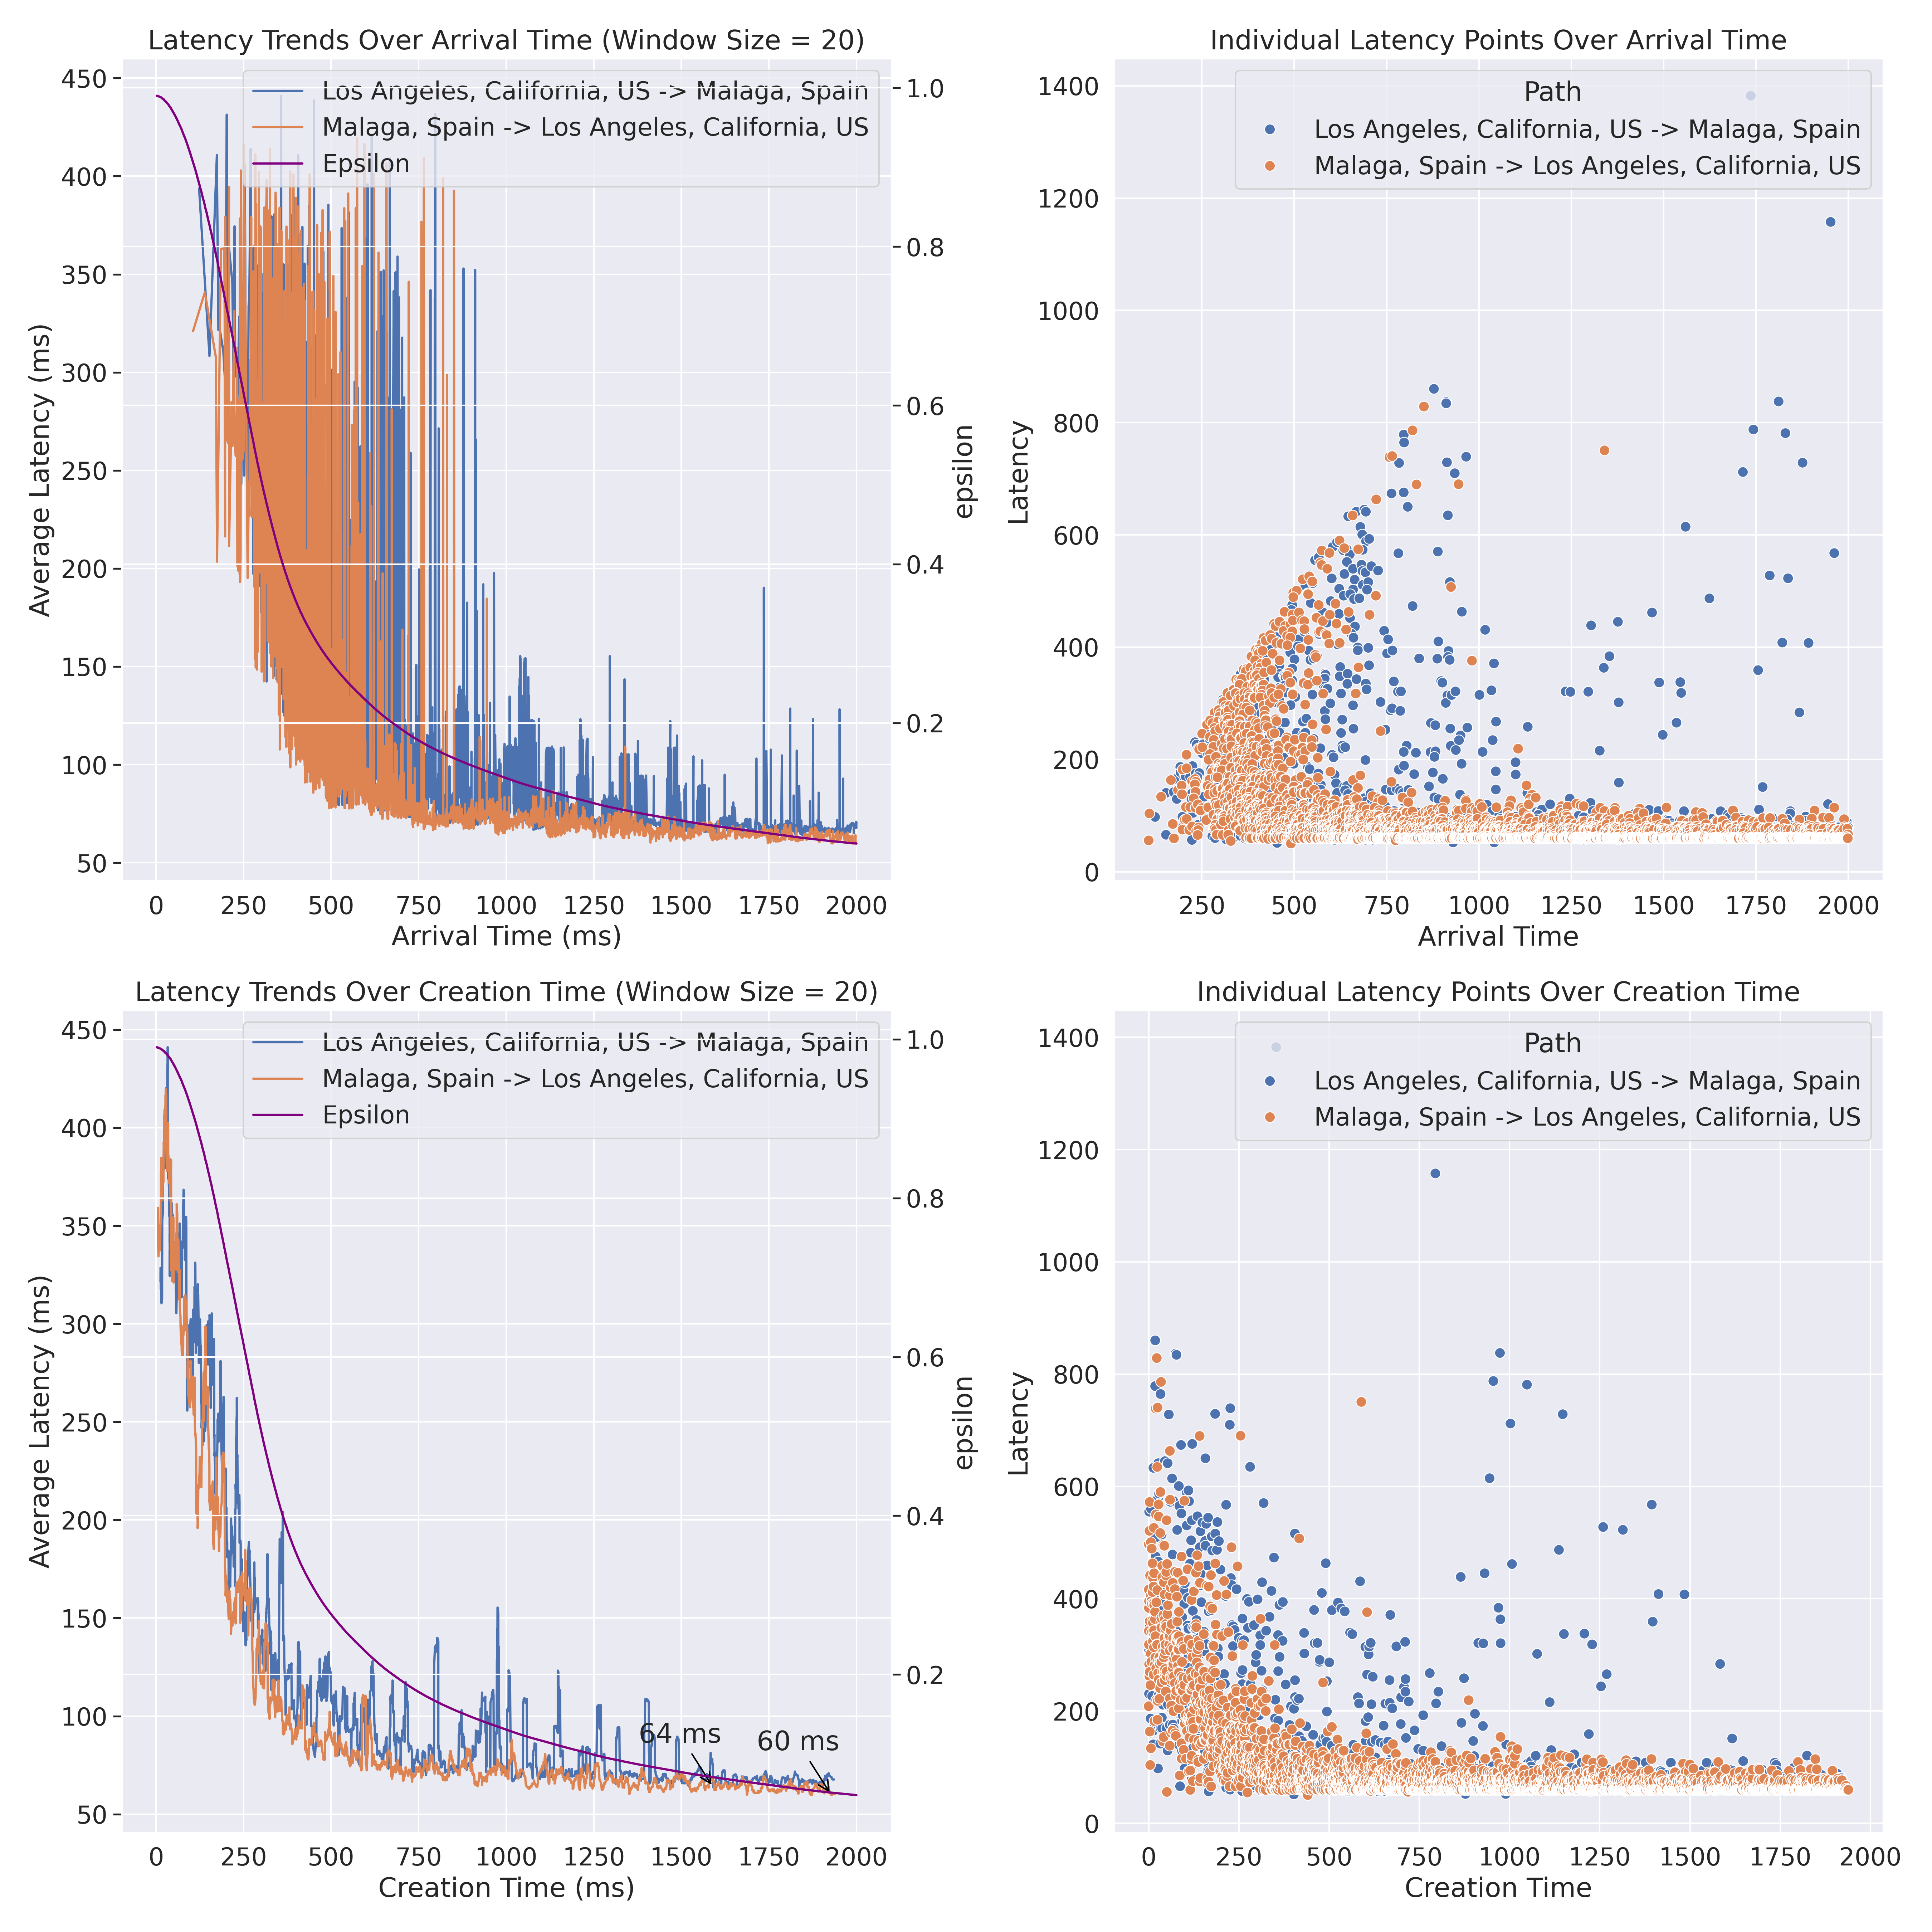 Latency Trends Over Arrival Time (Window Size = 20)
Los Angeles, California, US -> Malaga, Spain
Malaga, Spain -> Los Angeles, California, US
Epsilon
450
400
350
300
250
200
150
100
50
Average Latency (ms)
1.0
0.8
0.6
0.4
0.2
epsilon
0 250 500 750 1000 1250 1500 1750 2000
Arrival Time (ms)
Individual Latency Points Over Arrival Time
Path
Los Angeles, California, US -> Malaga, Spain
Malaga, Spain -> Los Angeles, California, US
1400
1200
1000
800
600
400
200
0
Latency
250 500 750 1000 1250 1500 1750 2000
Arrival Time
Latency Trends Over Creation Time (Window Size = 20)
Los Angeles, California, US -> Malaga, Spain
Malaga, Spain -> Los Angeles, California, US
Epsilon
450
400
350
300
250
200
150
100
50
Average Latency (ms)
1.0
0.8
0.6
0.4
0.2
epsilon
64 ms
60 ms
0 250 500 750 1000 1250 1500 1750 2000
Creation Time (ms)
Individual Latency Points Over Creation Time
Path
Los Angeles, California, US -> Malaga, Spain
Malaga, Spain -> Los Angeles, California, US
1400
1200
1000
800
600
400
200
0
Latency
0 250 500 750 1000 1250 1500 1750 2000
Creation Time